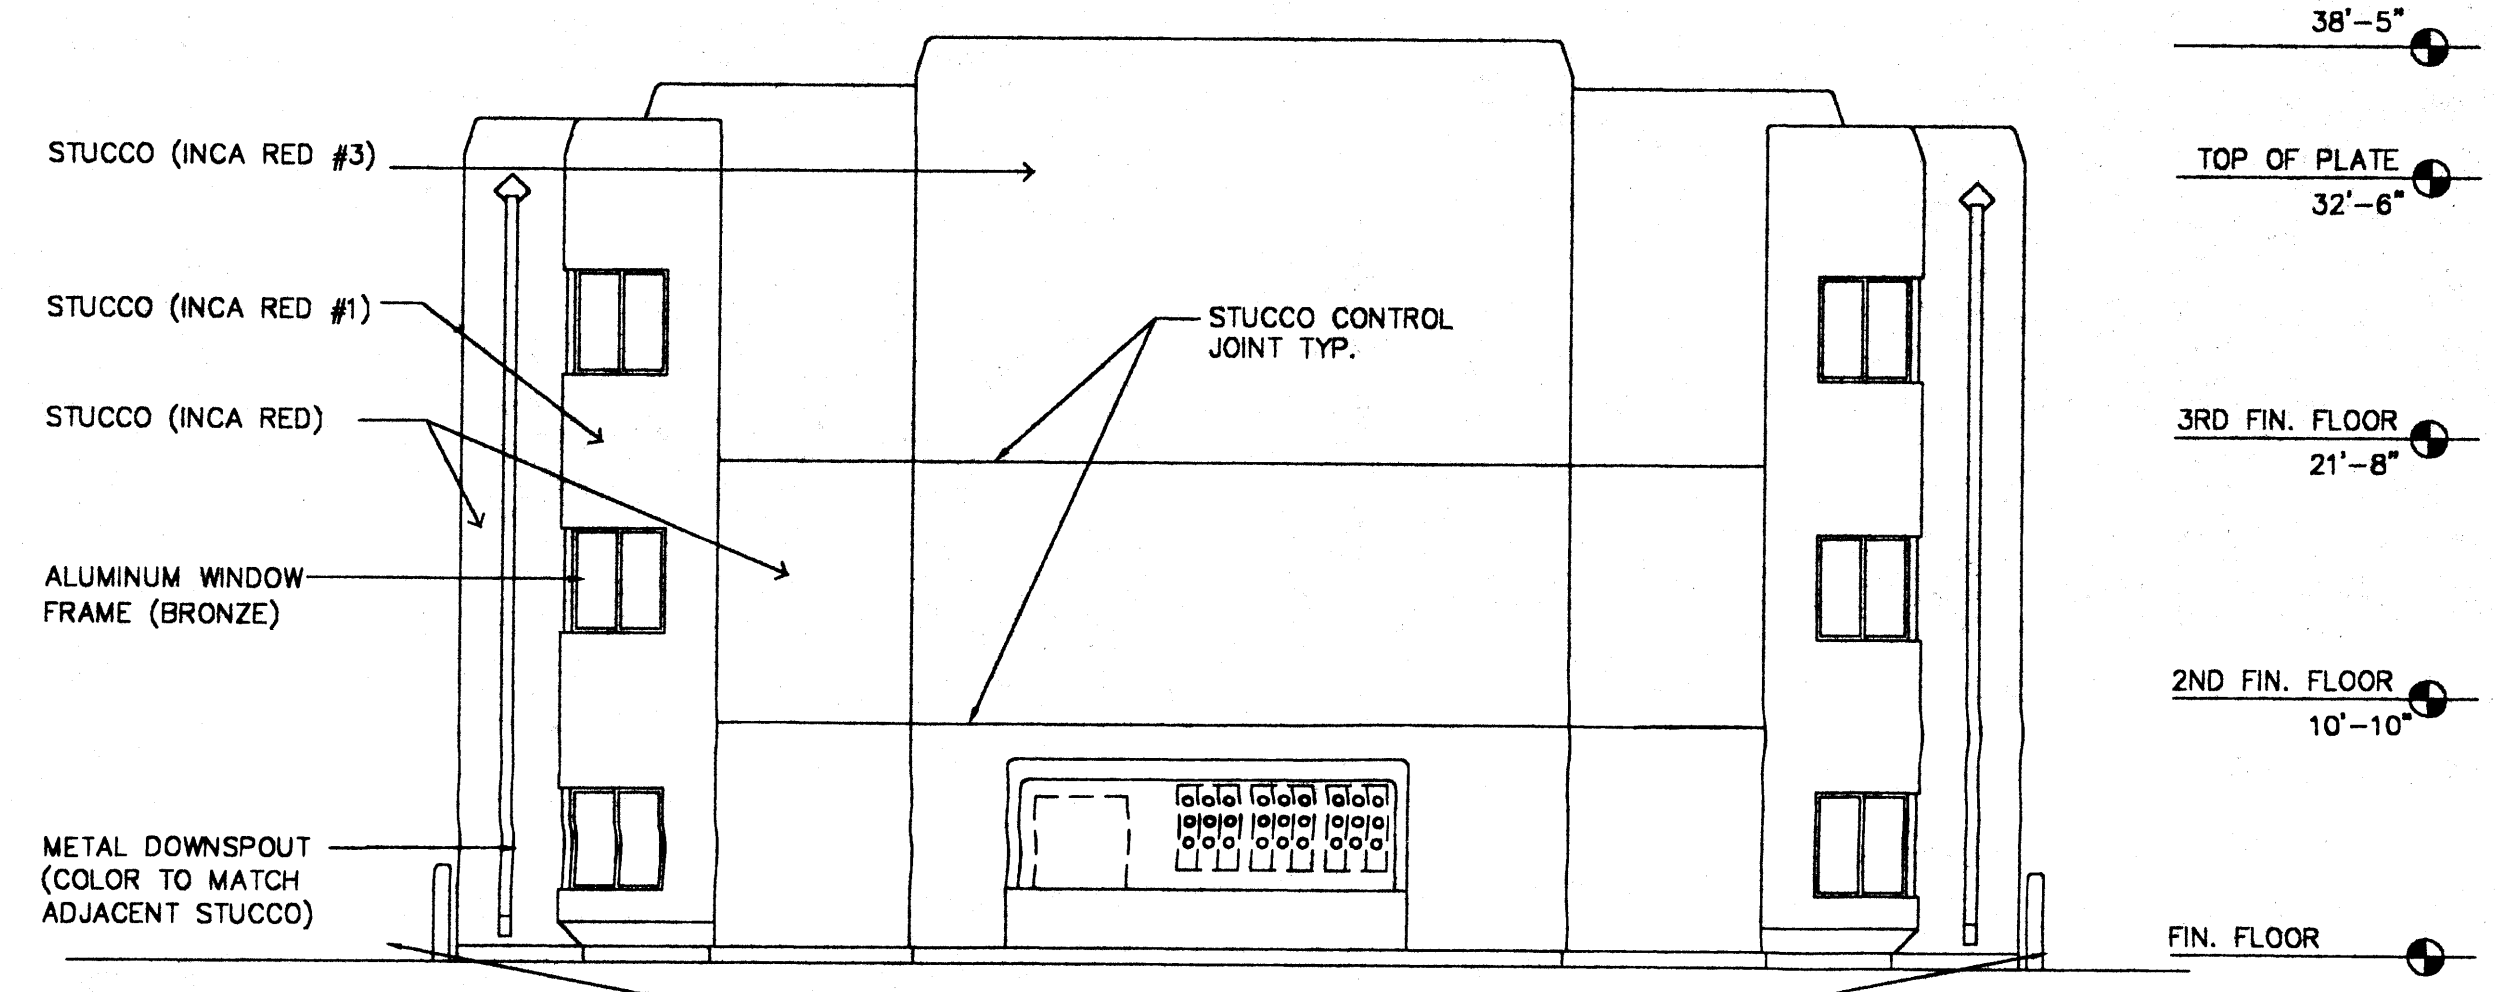 38'-5"
STUCCO (INCA RED #3)
TOP OF PLATE
32'-6"
STUCCO (INCA RED #1)
STUCCO CONTROL
JOINT TYP.
STUCCO (INCA RED)
3RD FIN. FLOOR
21'-8"
ALUMINUM WINDOW
FRAME (BRONZE)
2ND FIN. FLOOR
10'-10"
METAL DOWNSPOUT
(COLOR TO MATCH
ADJACENT STUCCO)
FIN. FLOOR